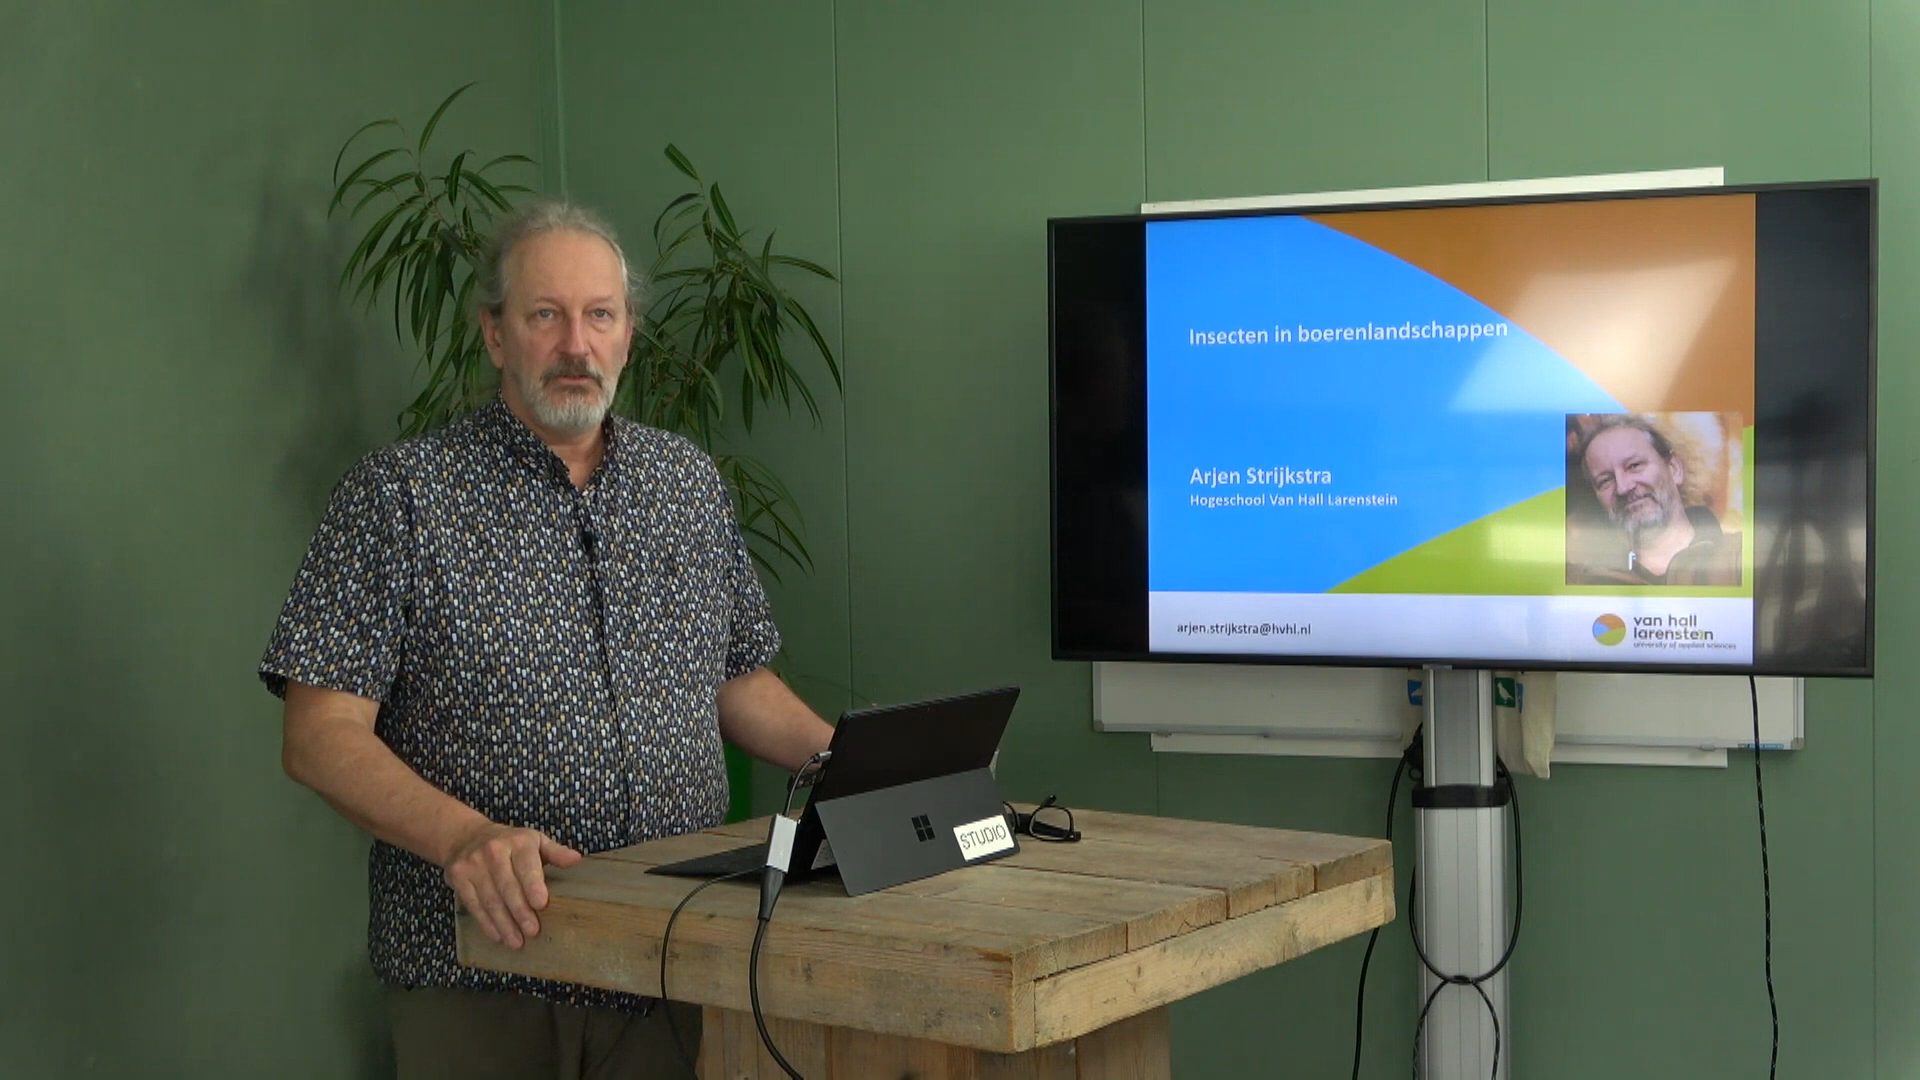 Insecten in boerenlandschappen
Arjen Strijkstra
Hogeschool Van Hall Larenstein
arjen.strijkstra@hvhl.nl
van hall
larenstein
university of applied sciences
STUDIO